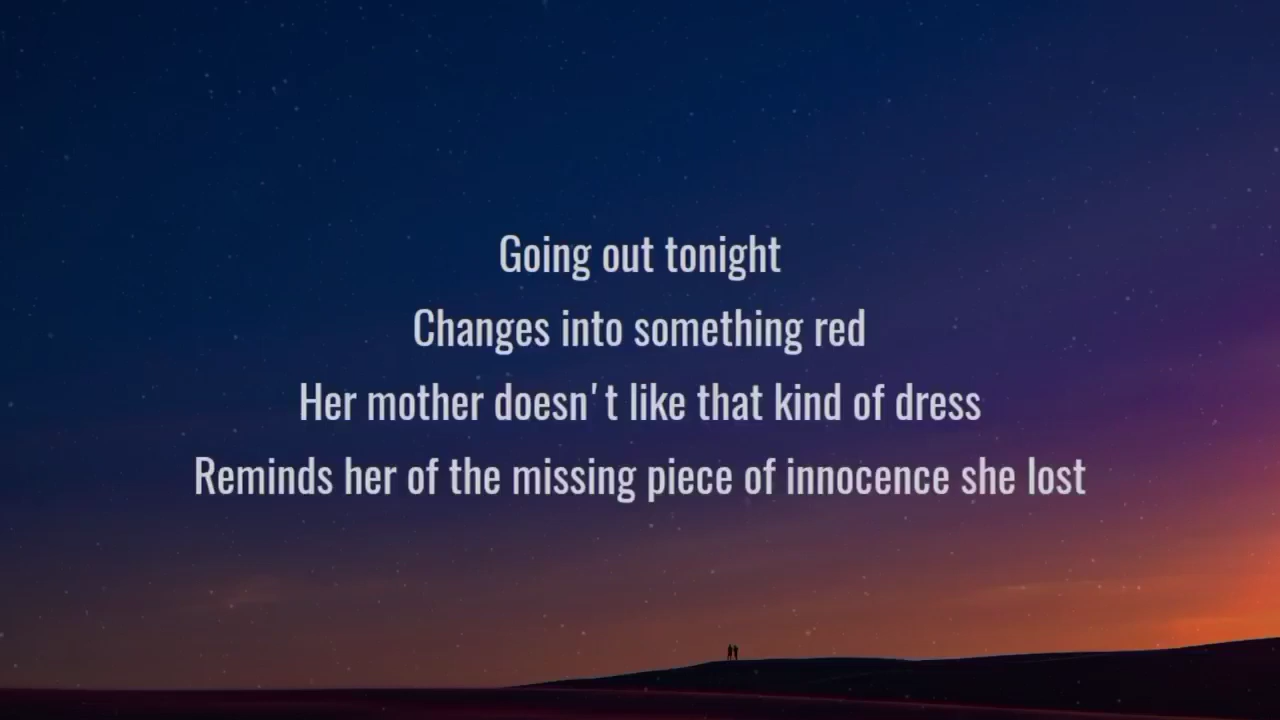 Going out tonight
Changes into something red
Her mother doesn't like that kind of dress
Reminds her of the missing piece of innocence she lost